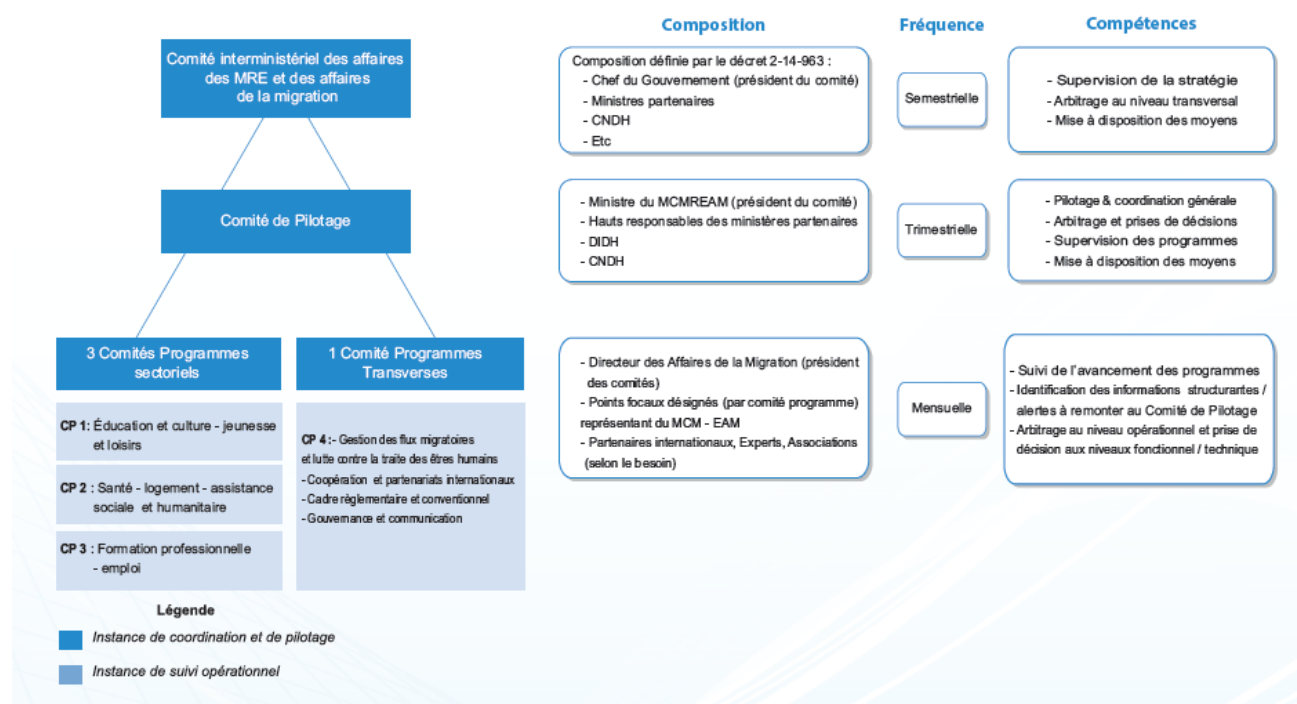 Composition
Fréquence
Compétences
Comité interministériel des affaires
des MRE et des affaires
de la migration
Composition définie par le décret 2-14-963 :
- Chef du Gouvernement (président du comité)
- Ministres partenaires
- CNDH
- Etc
Semestrielle
- Supervision de la stratégie
- Arbitrage au niveau transversal
- Mise à disposition des moyens
Comité de Pilotage
- Ministre du MCMREAM (président du comité)
- Hauts responsables des ministères partenaires
- DIDH
- CNDH
Trimestrielle
- Pilotage & coordination générale
- Arbitrage et prises de décisions
- Supervision des programmes
- Mise à disposition des moyens
3 Comités Programmes
sectoriels
1 Comité Programmes
Transverses
- Directeur des Affaires de la Migration (président
des comités)
- Points focaux désignés (par comité programme)
représentant du MCM - EAM
- Partenaires internationaux, Experts, Associations
(selon le besoin)
Mensuelle
- Suivi de l'avancement des programmes
- Identification des informations structurantes /
alertes à remonter au Comité de Pilotage
- Arbitrage au niveau opérationnel et prise de
décision aux niveaux fonctionnel / technique
CP 1: Éducation et culture - jeunesse
et loisirs
CP 2 : Santé - logement - assistance
sociale et humanitaire
CP 3 : Formation professionnelle
- emploi
CP 4 :- Gestion des flux migratoires
et lutte contre la traite des êtres humains
- Coopération et partenariats internationaux
- Cadre règlementaire et conventionnel
- Gouvernance et communication
Légende
Instance de coordination et de pilotage
Instance de suivi opérationnel